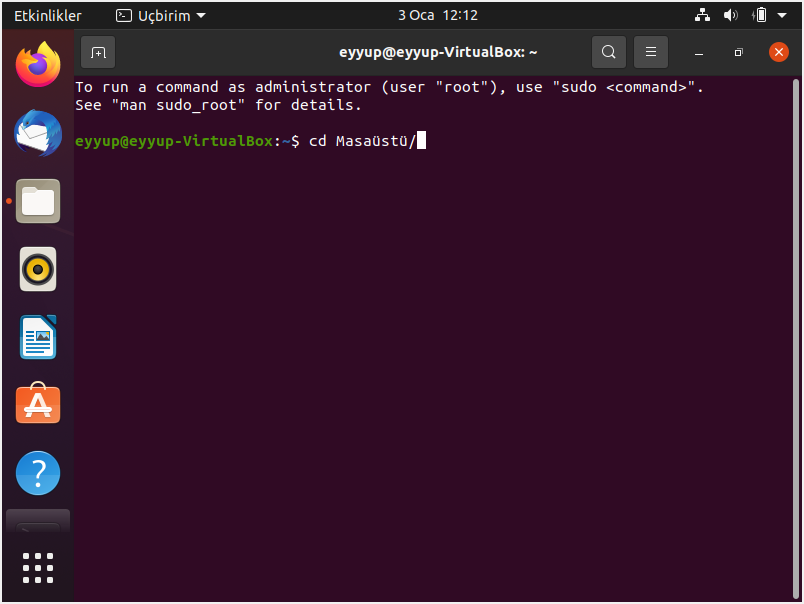 Etkinlikler Uçbirim 3 Oca 12:12
eyyup@eyyup-VirtualBox: ~
To run a command as administrator (user "root"), use "sudo <command>".
See "man sudo_root" for details.
eyyup@eyyup-VirtualBox:~$ cd Masaüstü/